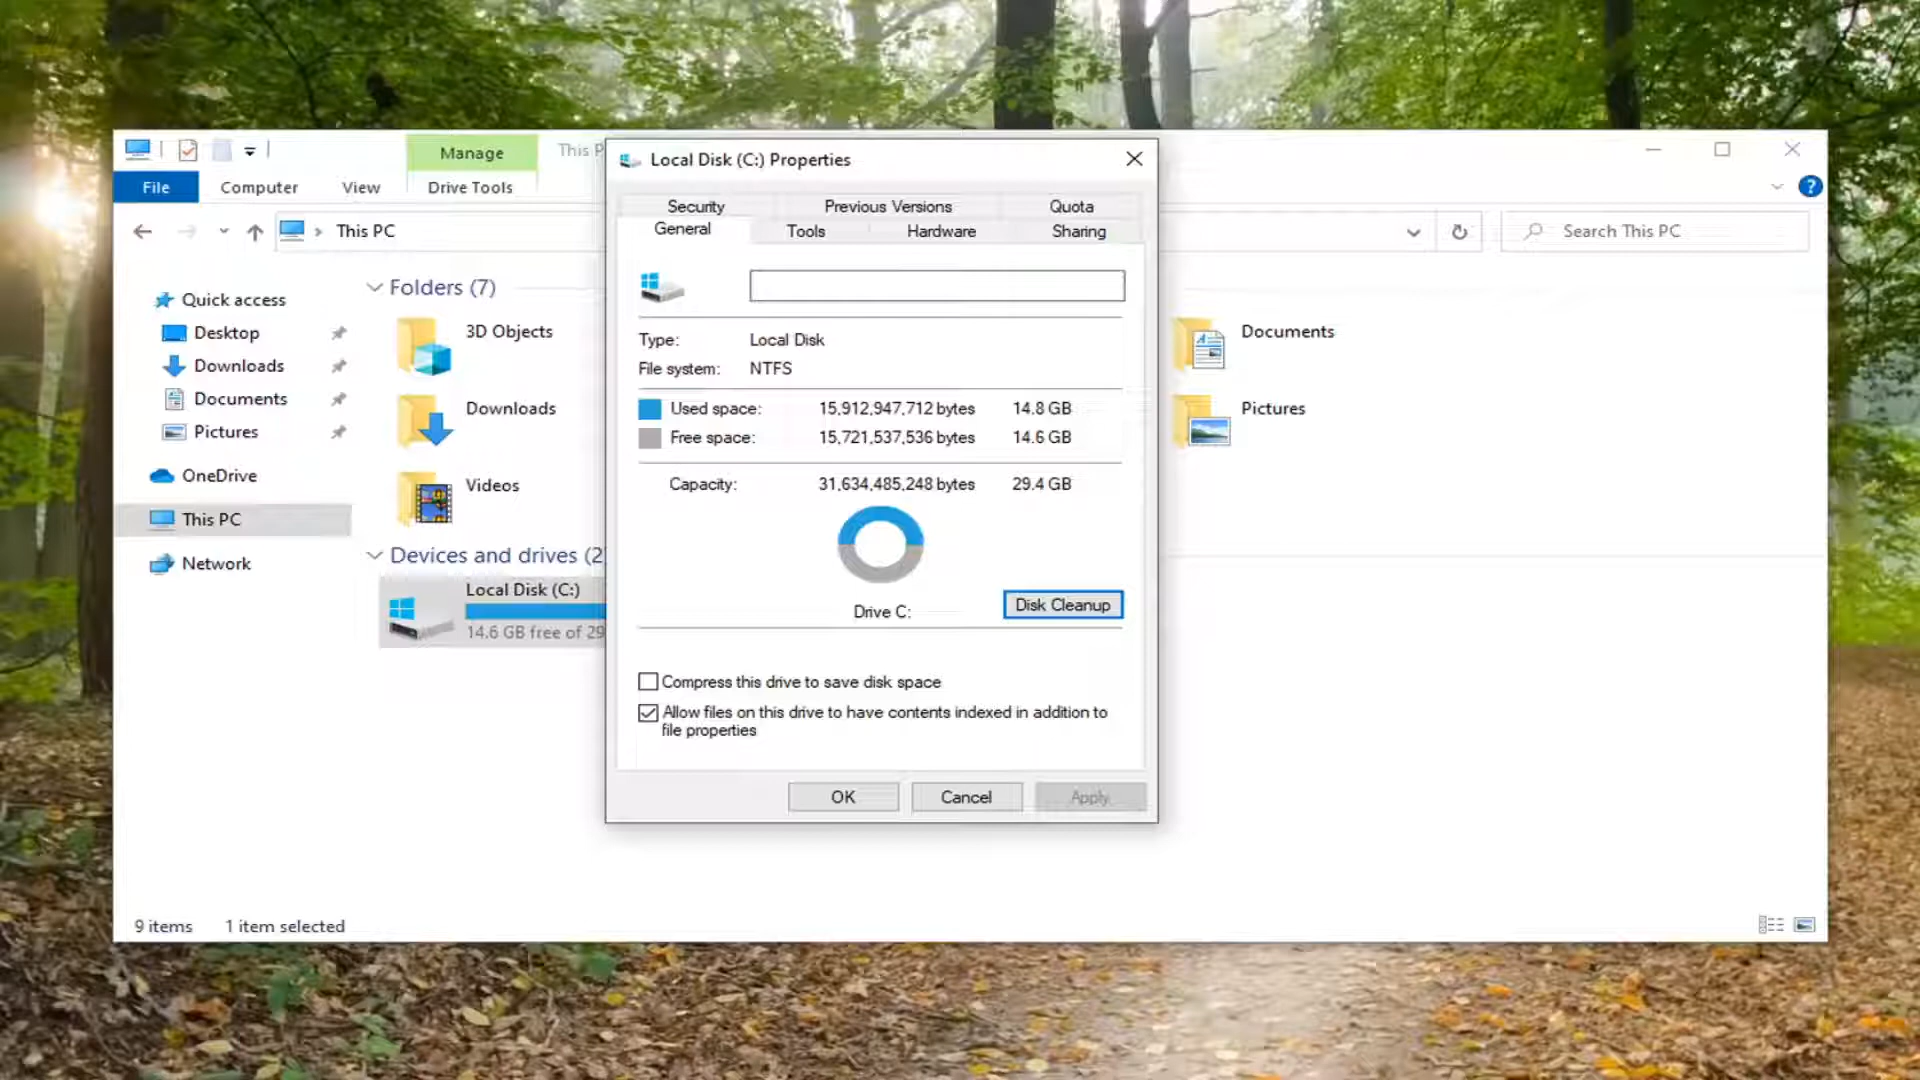 Manage
This P
File
Computer
View
Drive Tools
This PC
Search This PC
Quick access
Desktop
Downloads
Documents
Pictures
OneDrive
This PC
Network
Folders (7)
3D Objects
Documents
Downloads
Pictures
Videos
Devices and drives (2
Local Disk (C:)
14.6 GB free of 29
Local Disk (C:) Properties
Security
Previous Versions
Quota
General
Tools
Hardware
Sharing
Type: Local Disk
File system: NTFS
Used space: 15,912,947,712 bytes 14.8 GB
Free space: 15,721,537,536 bytes 14.6 GB
Capacity: 31,634,485,248 bytes 29.4 GB
Drive C:
Disk Cleanup
Compress this drive to save disk space
Allow files on this drive to have contents indexed in addition to
file properties
OK
Cancel
Apply
9 items
1 item selected